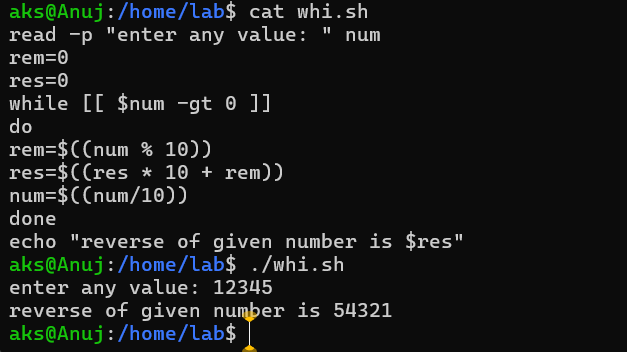 aks@Anuj:/home/lab$ cat whi.sh
read -p "enter any value: " num
rem=0
res=0
while [[ $num -gt 0 ]]
do
rem=$((num % 10))
res=$((res * 10 + rem))
num=$((num/10))
done
echo "reverse of given number is $res"
aks@Anuj:/home/lab$ ./whi.sh
enter any value: 12345
reverse of given number is 54321
aks@Anuj:/home/lab$